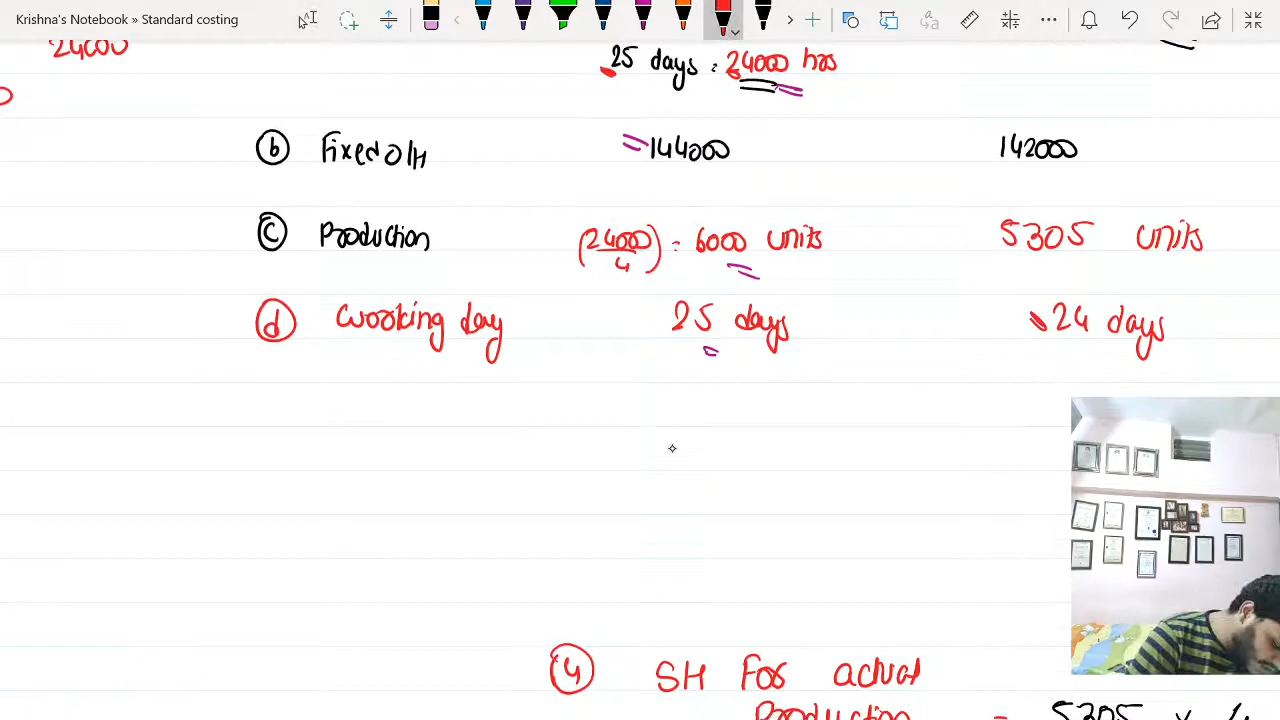 Krishna's Notebook » Standard costing
24000
25 days = 24000 hrs
(b) Fixed OH 144000 142000
(c) Production (24000/4) = 6000 units 5305 units
(d) Working day 25 days 24 days
(4) SH For actual
Production = 5305 x 4